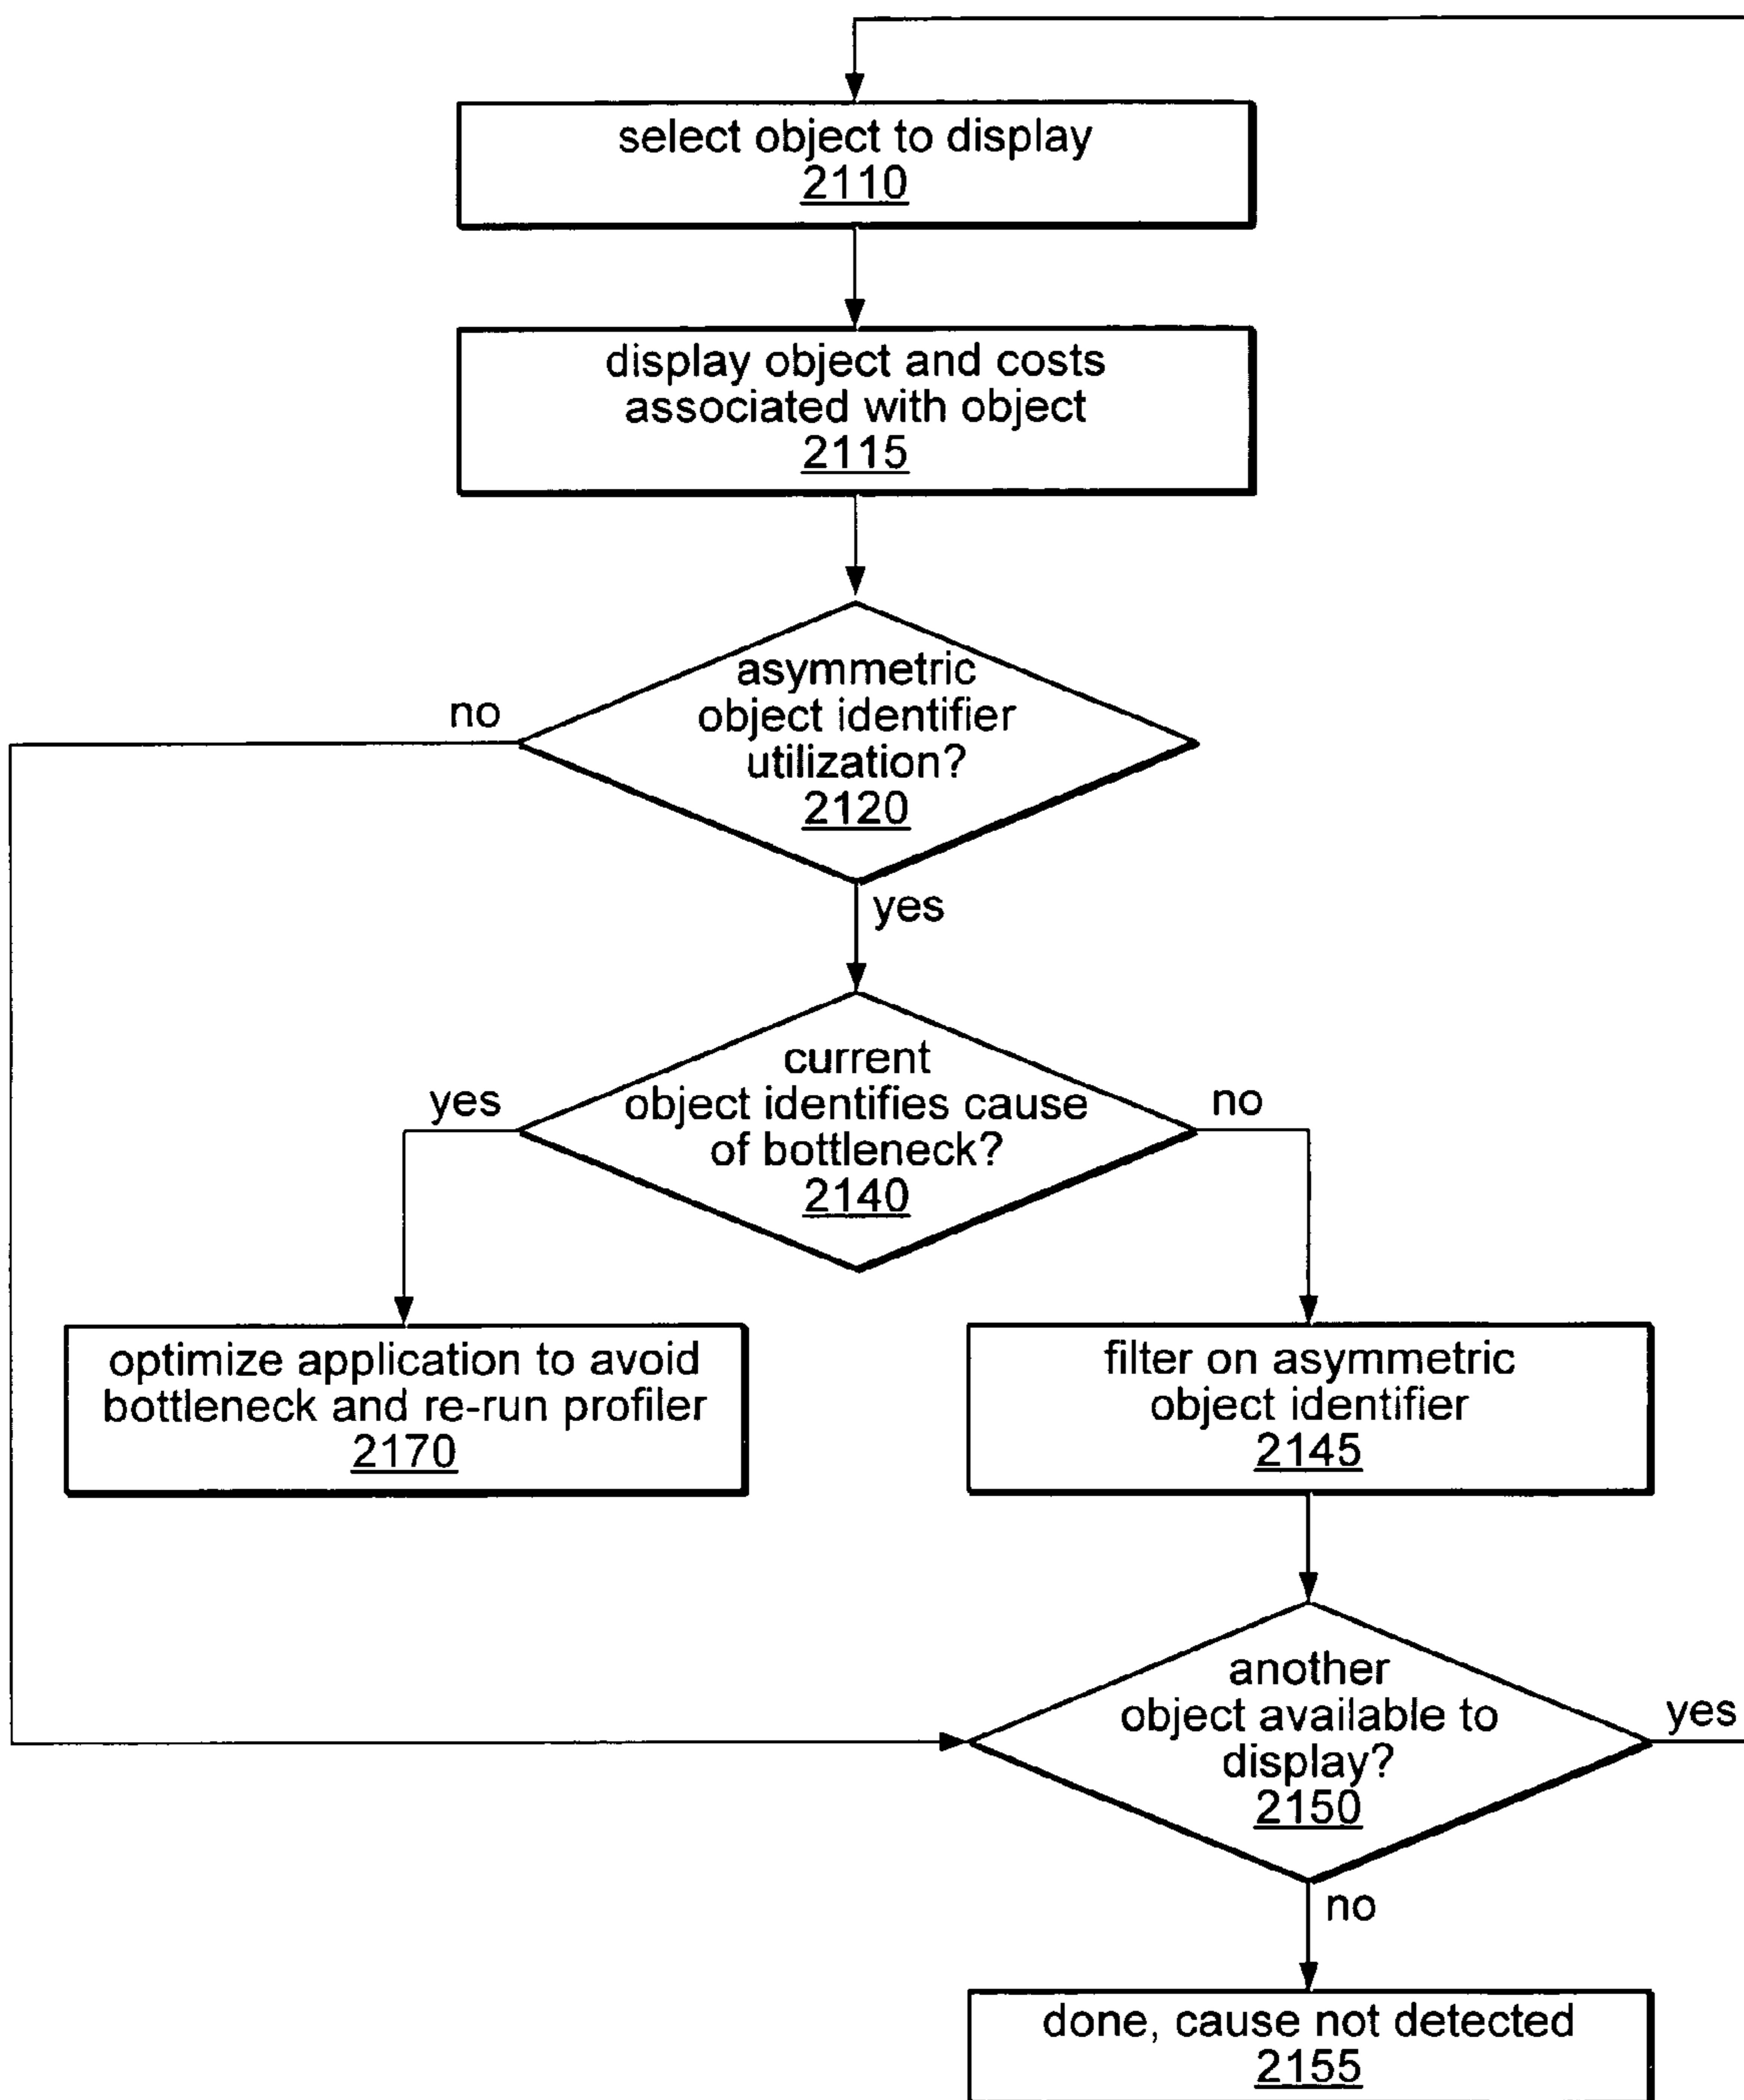 select object to display
2110
display object and costs
associated with object
2115
asymmetric
object identifier
utilization?
2120
no
yes
current
object identifies cause
of bottleneck?
2140
yes
no
optimize application to avoid
bottleneck and re-run profiler
2170
filter on asymmetric
object identifier
2145
another
object available to
display?
2150
yes
no
done, cause not detected
2155